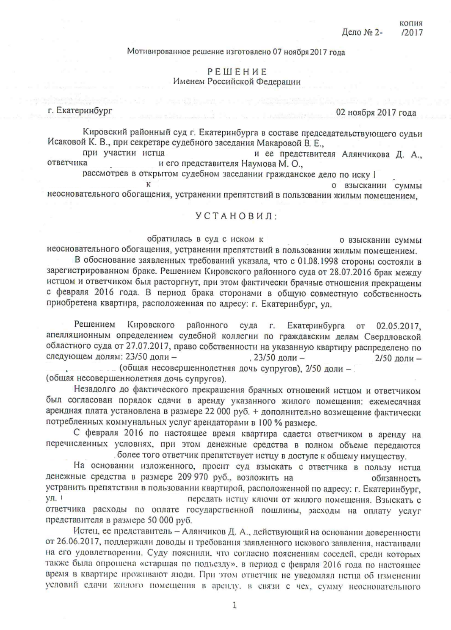 копия
Дело № 2- /2017
Мотивированное решение изготовлено 07 ноября 2017 года
РЕШЕНИЕ
Именем Российской Федерации
г. Екатеринбург 02 ноября 2017 года
Кировский районный суд г. Екатеринбурга в составе председательствующего судьи
Исаковой К. В., при секретаре судебного заседания Макаровой В. Е.,
при участии истца и ее представителя Алянчикова Д. А.,
ответчика и его представителя Наумова М. О.,
рассмотрев в открытом судебном заседании гражданское дело по иску
к о взыскании суммы
неосновательного обогащения, устранении препятствий в пользовании жилым помещением,
УСТАНОВИЛ:
обратилась в суд с иском к о взыскании суммы
неосновательного обогащения, устранении препятствий в пользовании жилым помещением.
В обоснование заявленных требований указала, что с 01.08.1998 стороны состояли в
зарегистрированном браке. Решением Кировского районного суда от 28.07.2016 брак между
истцом и ответчиком был расторгнут, при этом фактически брачные отношения прекращены
с февраля 2016 года. В период брака сторонами в общую совместную собственность
приобретена квартира, расположенная по адресу: г. Екатеринбург, ул.
Решением Кировского районного суда г. Екатеринбурга от 02.05.2017,
апелляционным определением судебной коллегии по гражданским делам Свердловской
областного суда от 27.07.2017, право собственности на указанную квартиру распределено по
следующем долям: 23/50 доли – , 23/50 доли – 2/50 доли –
(общая несовершеннолетняя дочь супругов), 2/50 доли –
(общая несовершеннолетняя дочь супругов).
Незадолго до фактического прекращения брачных отношений истцом и ответчиком
был согласован порядок сдачи в аренду указанного жилого помещения: ежемесячная
арендная плата установлена в размере 22 000 руб. + дополнительно возмещение фактически
потребленных коммунальных услуг арендаторами в 100 % размере.
С февраля 2016 по настоящее время квартира сдается ответчиком в аренду на
перечисленных условиях, при этом денежные средства в полном объеме передаются
более того ответчик препятствует истцу в доступе к общему имуществу.
На основании изложенного, просит суд взыскать с ответчика в пользу истца
денежные средства в размере 209 970 руб., возложить на обязанность
устранить препятствия в пользовании квартирой, расположенной по адресу: г. Екатеринбург,
ул. передать истцу ключи от жилого помещения. Взыскать с
ответчика расходы по оплате государственной пошлины, расходы на оплату услуг
представителя в размере 50 000 руб.
Истец, ее представитель – Алянчиков Д. А., действующий на основании доверенности
от 26.06.2017, поддержали доводы и требования заявленного искового заявления, настаивали
на его удовлетворении. Суду пояснили, что согласно пояснениям соседей, среди которых
также была опрошена «старшая по подъезду», в период с февраля 2016 года по настоящее
время в квартире проживают люди. При этом ответчик не уведомлял истца об изменении
условий сдачи жилого помещения в аренду, в связи с чех, сумму неосновательного
1